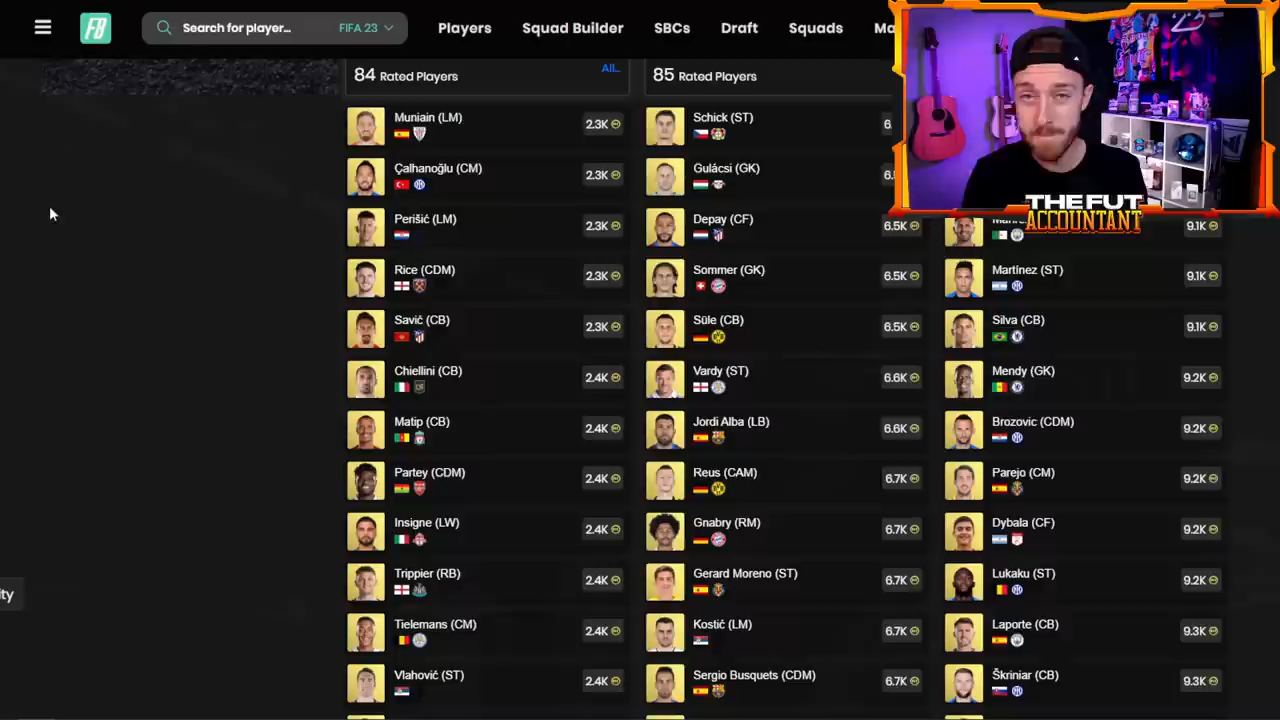 FB
Search for player...
FIFA 23
Players
Squad Builder
SBCs
Draft
Squads
THE FUT
ACCOUNTANT
84 Rated Players
All...
Muniain (LM)
2.3K
Çalhanoğlu (CM)
2.3K
Perišić (LM)
2.3K
Rice (CDM)
2.3K
Savić (CB)
2.3K
Chiellini (CB)
2.4K
Matip (CB)
2.4K
Partey (CDM)
2.4K
Insigne (LW)
2.4K
Trippier (RB)
2.4K
Tielemans (CM)
2.4K
Vlahović (ST)
2.4K
85 Rated Players
Schick (ST)
Gulácsi (GK)
Depay (CF)
6.5K
Sommer (GK)
6.5K
Süle (CB)
6.5K
Vardy (ST)
6.6K
Jordi Alba (LB)
6.6K
Reus (CAM)
6.7K
Gnabry (RM)
6.7K
Gerard Moreno (ST)
6.7K
Kostić (LM)
6.7K
Sergio Busquets (CDM)
6.7K
9.1K
Martínez (ST)
9.1K
Silva (CB)
9.1K
Mendy (GK)
9.2K
Brozovic (CDM)
9.2K
Parejo (CM)
9.2K
Dybala (CF)
9.2K
Lukaku (ST)
9.2K
Laporte (CB)
9.3K
Škriniar (CB)
9.3K